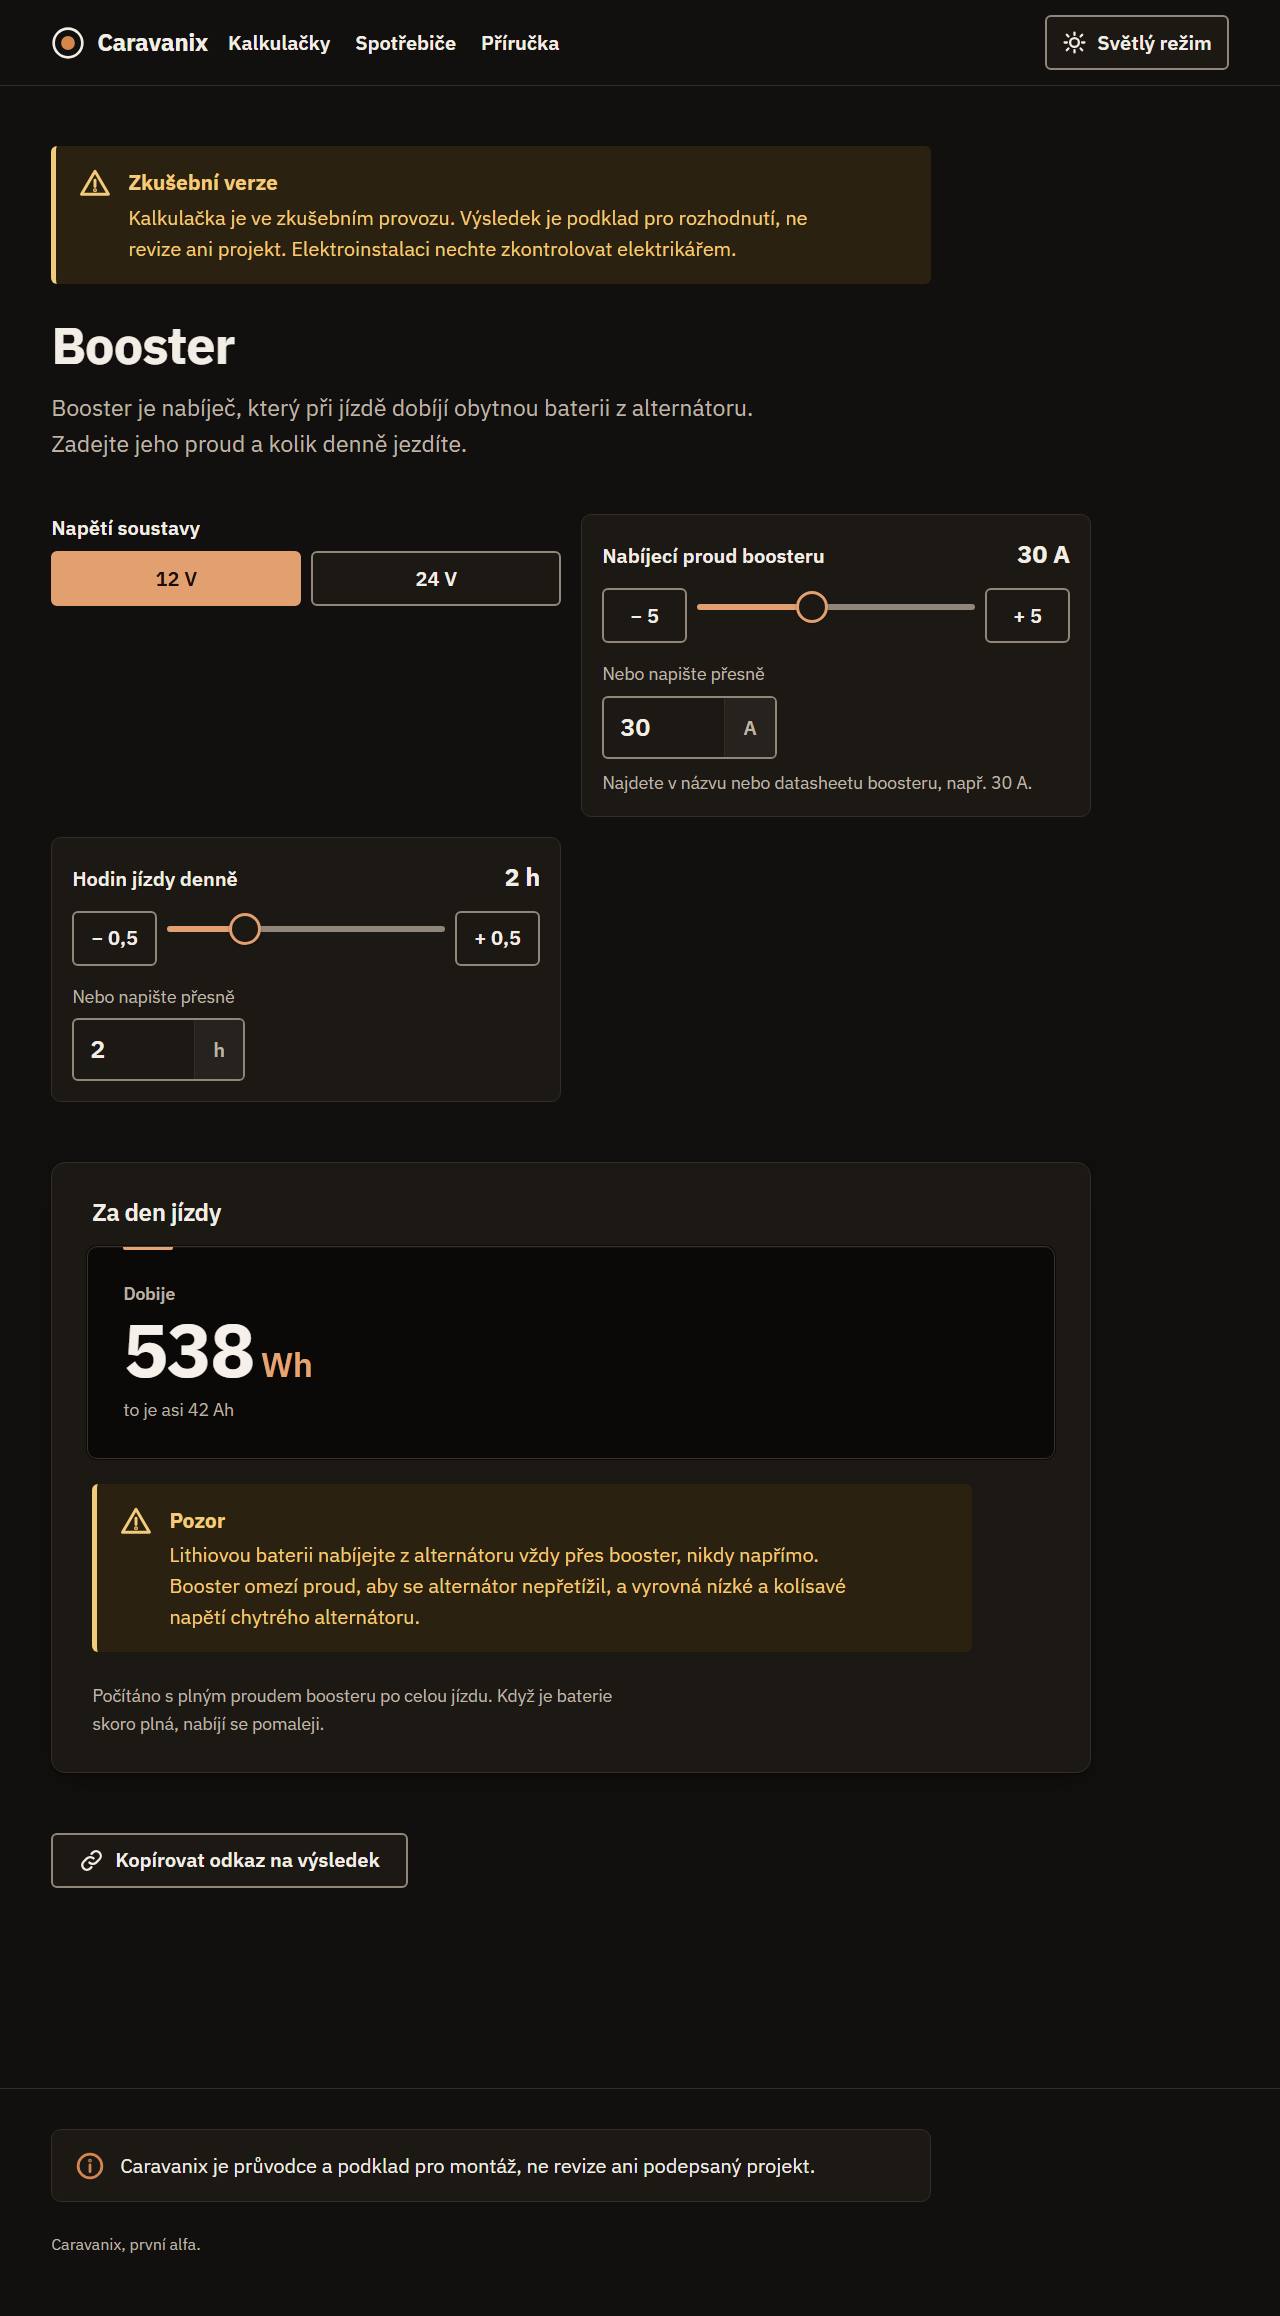 Caravanix
Kalkulačky
Spotřebiče
Příručka
Světlý režim
Zkušební verze
Kalkulačka je ve zkušebním provozu. Výsledek je podklad pro rozhodnutí, ne
revize ani projekt. Elektroinstalaci nechte zkontrolovat elektrikářem.
Booster
Booster je nabíječ, který při jízdě dobíjí obytnou baterii z alternátoru.
Zadejte jeho proud a kolik denně jezdíte.
Napětí soustavy
12 V
24 V
Nabíjecí proud boosteru
30 A
− 5
+ 5
Nebo napište přesně
30
A
Najdete v názvu nebo datasheetu boosteru, např. 30 A.
Hodin jízdy denně
2 h
− 0,5
+ 0,5
Nebo napište přesně
2
h
Za den jízdy
Dobije
538 Wh
to je asi 42 Ah
Pozor
Lithiovou baterii nabíjejte z alternátoru vždy přes booster, nikdy napřímo.
Booster omezí proud, aby se alternátor nepřetížil, a vyrovná nízké a kolísavé
napětí chytrého alternátoru.
Počítáno s plným proudem boosteru po celou jízdu. Když je baterie
skoro plná, nabíjí se pomaleji.
Kopírovat odkaz na výsledek
Caravanix je průvodce a podklad pro montáž, ne revize ani podepsaný projekt.
Caravanix, první alfa.